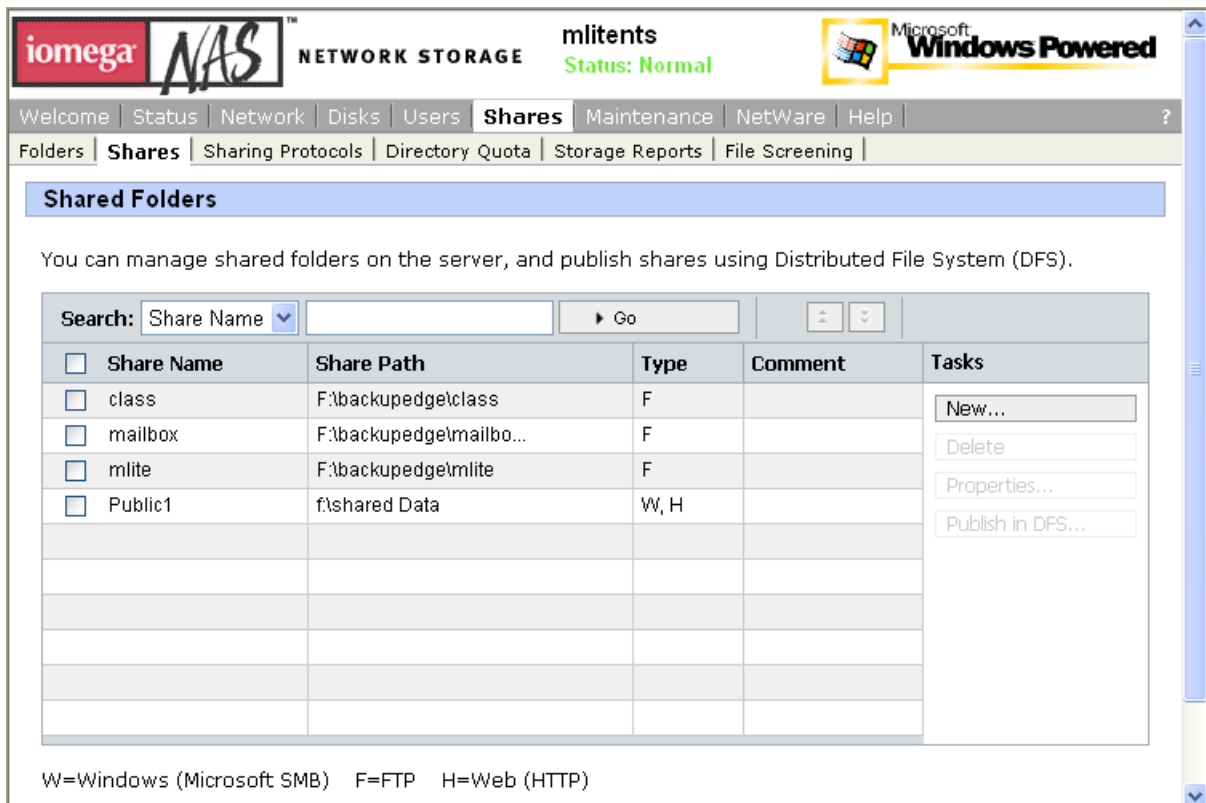 iomega NAS™ NETWORK STORAGE
mlitents
Status: Normal
Microsoft
Windows Powered
Welcome | Status | Network | Disks | Users | Shares | Maintenance | NetWare | Help | ?
Folders | Shares | Sharing Protocols | Directory Quota | Storage Reports | File Screening |
Shared Folders
You can manage shared folders on the server, and publish shares using Distributed File System (DFS).
Search: Share Name Go
Share Name Share Path Type Comment Tasks
class F:\backupedge\class F
New...
mailbox F:\backupedge\mailbo... F
Delete
mlite F:\backupedge\mlite F
Properties...
Public1 f:\shared Data W, H
Publish in DFS...
W=Windows (Microsoft SMB) F=FTP H=Web (HTTP)